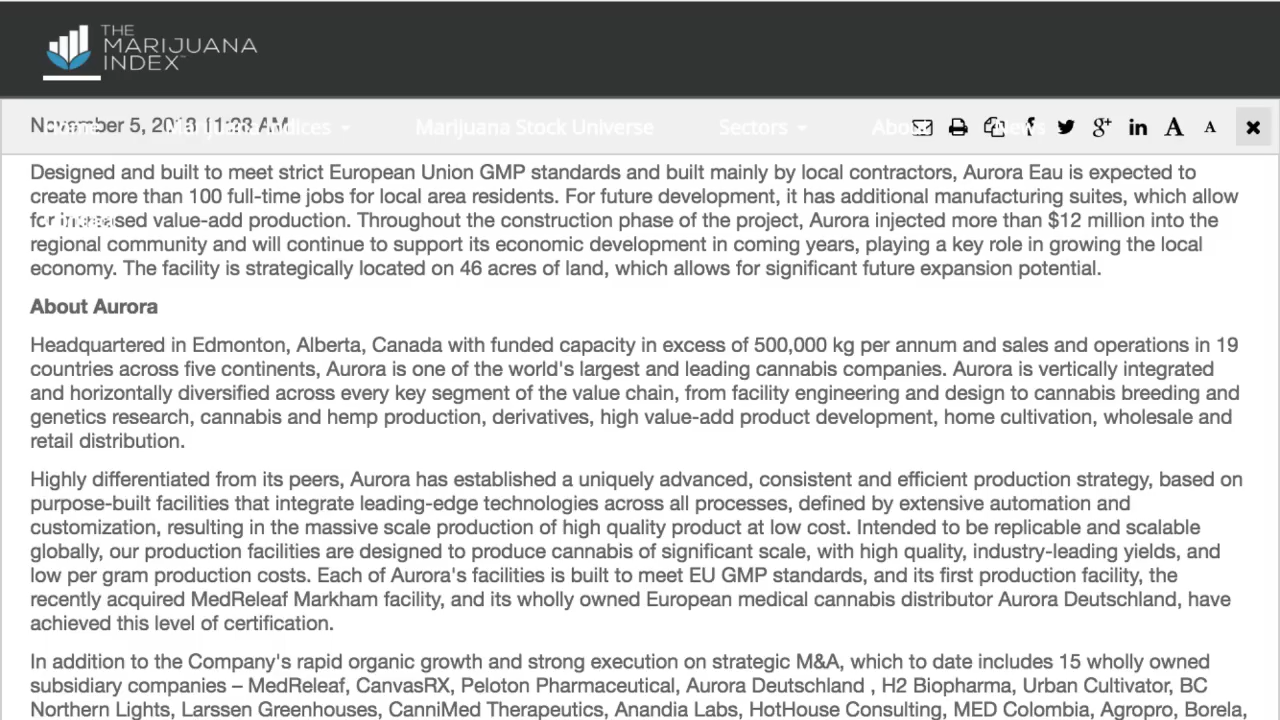 THE
MARIJUANA
INDEX™
November 5, 2018 11:23 AM
Home Marijuana Indices Marijuana Stock Universe Sectors About News
Designed and built to meet strict European Union GMP standards and built mainly by local contractors, Aurora Eau is expected to
create more than 100 full-time jobs for local area residents. For future development, it has additional manufacturing suites, which allow
for value-add production. Throughout the construction phase of the project, Aurora injected more than $12 million into the
Contact
regional community and will continue to support its economic development in coming years, playing a key role in growing the local
economy. The facility is strategically located on 46 acres of land, which allows for significant future expansion potential.
About Aurora
Headquartered in Edmonton, Alberta, Canada with funded capacity in excess of 500,000 kg per annum and sales and operations in 19
countries across five continents, Aurora is one of the world's largest and leading cannabis companies. Aurora is vertically integrated
and horizontally diversified across every key segment of the value chain, from facility engineering and design to cannabis breeding and
genetics research, cannabis and hemp production, derivatives, high value-add product development, home cultivation, wholesale and
retail distribution.
Highly differentiated from its peers, Aurora has established a uniquely advanced, consistent and efficient production strategy, based on
purpose-built facilities that integrate leading-edge technologies across all processes, defined by extensive automation and
customization, resulting in the massive scale production of high quality product at low cost. Intended to be replicable and scalable
globally, our production facilities are designed to produce cannabis of significant scale, with high quality, industry-leading yields, and
low per gram production costs. Each of Aurora's facilities is built to meet EU GMP standards, and its first production facility, the
recently acquired MedReleaf Markham facility, and its wholly owned European medical cannabis distributor Aurora Deutschland, have
achieved this level of certification.
In addition to the Company's rapid organic growth and strong execution on strategic M&A, which to date includes 15 wholly owned
subsidiary companies – MedReleaf, CanvasRX, Peloton Pharmaceutical, Aurora Deutschland , H2 Biopharma, Urban Cultivator, BC
Northern Lights, Larssen Greenhouses, CanniMed Therapeutics, Anandia Labs, HotHouse Consulting, MED Colombia, Agropro, Borela,